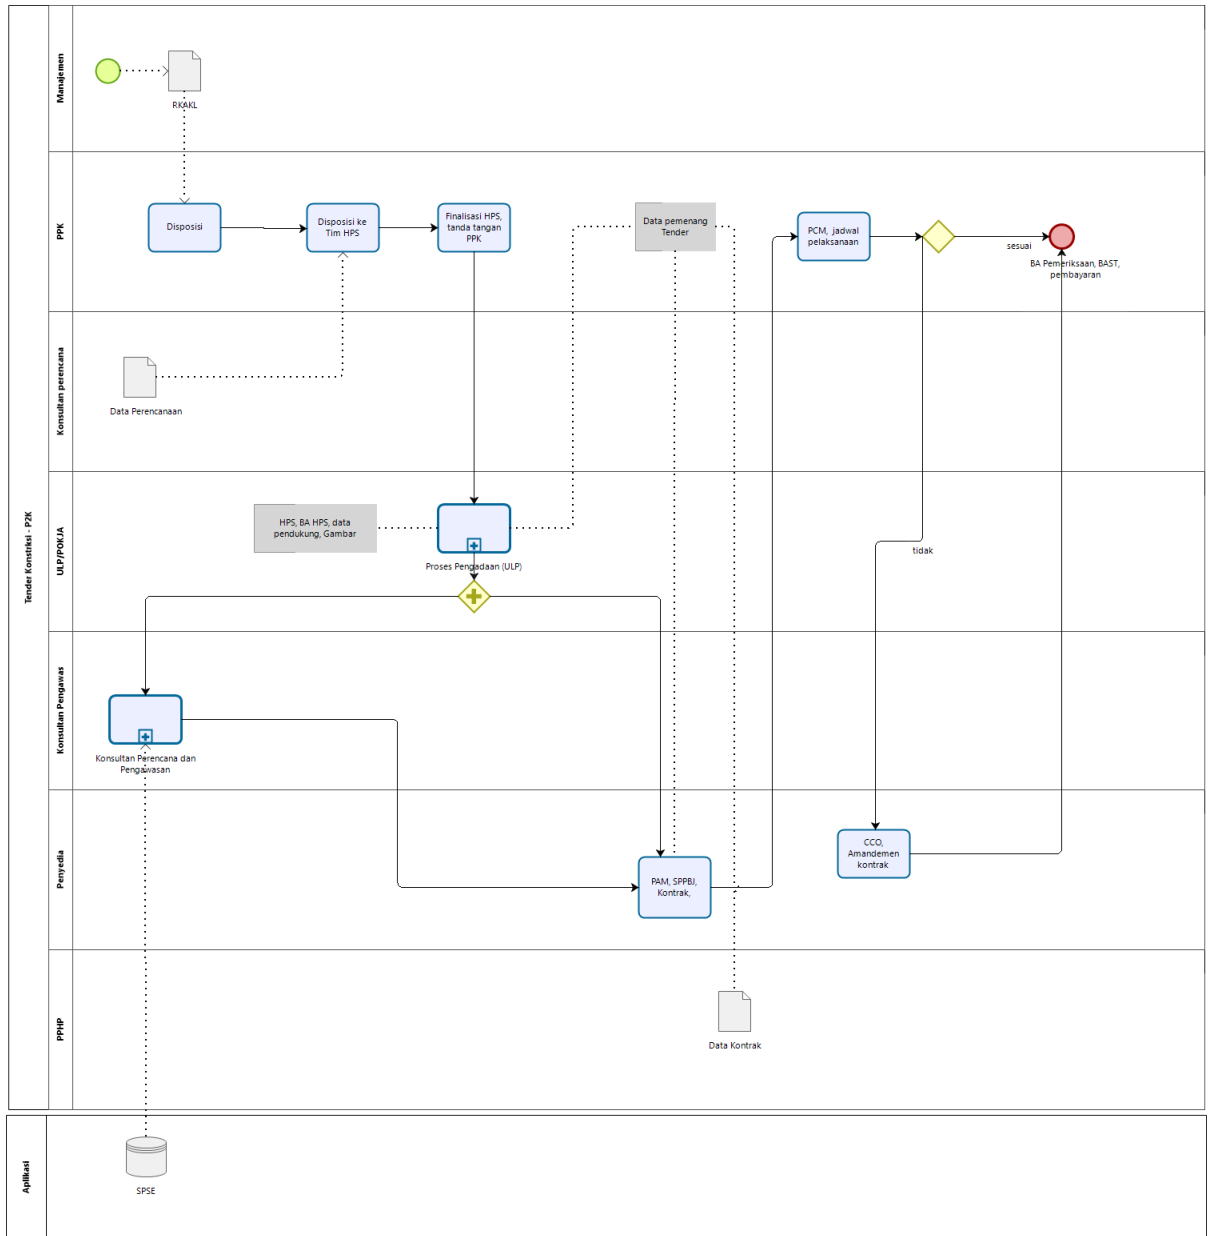 Tender Konstrksi - P2K
Manajemen
RKAKL
PPK
Disposisi
Disposisi ke
Tim HPS
Finalisasi HPS,
tanda tangan
PPK
Data pemenang
Tender
PCM, jadwal
pelaksanaan
sesuai
BA Pemeriksaan, BAST,
pembayaran
Konsultan perencana
Data Perencanaan
ULP/POKJA
HPS, BA HPS, data
pendukung, Gambar
Proses Pengadaan (ULP)
tidak
Konsultan Pengawas
Konsultan Perencana dan
Pengawasan
Penyedia
PAM, SPPBJ,
Kontrak,
CCO,
Amandemen
kontrak
PPHP
Data Kontrak
Aplikasi
SPSE